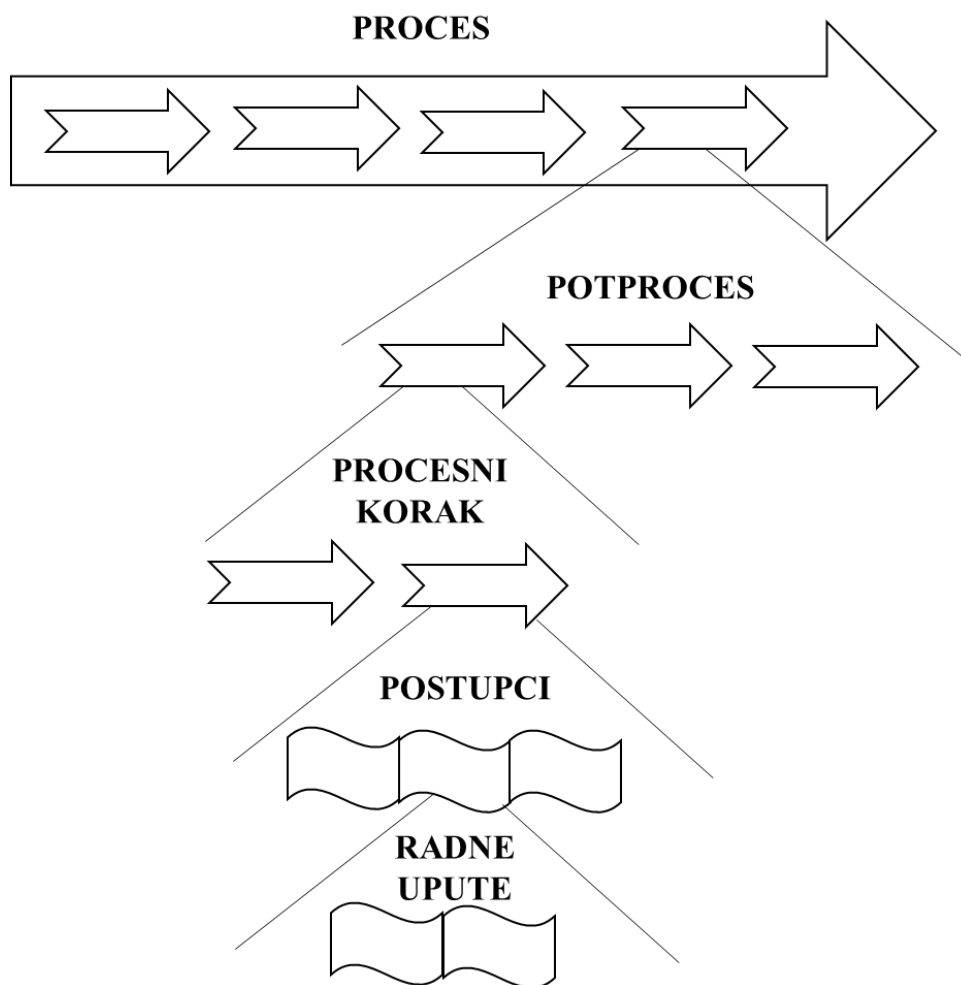 PROCES
POTPROCES
PROCESNI
KORAK
POSTUPCI
RADNE
UPUTE